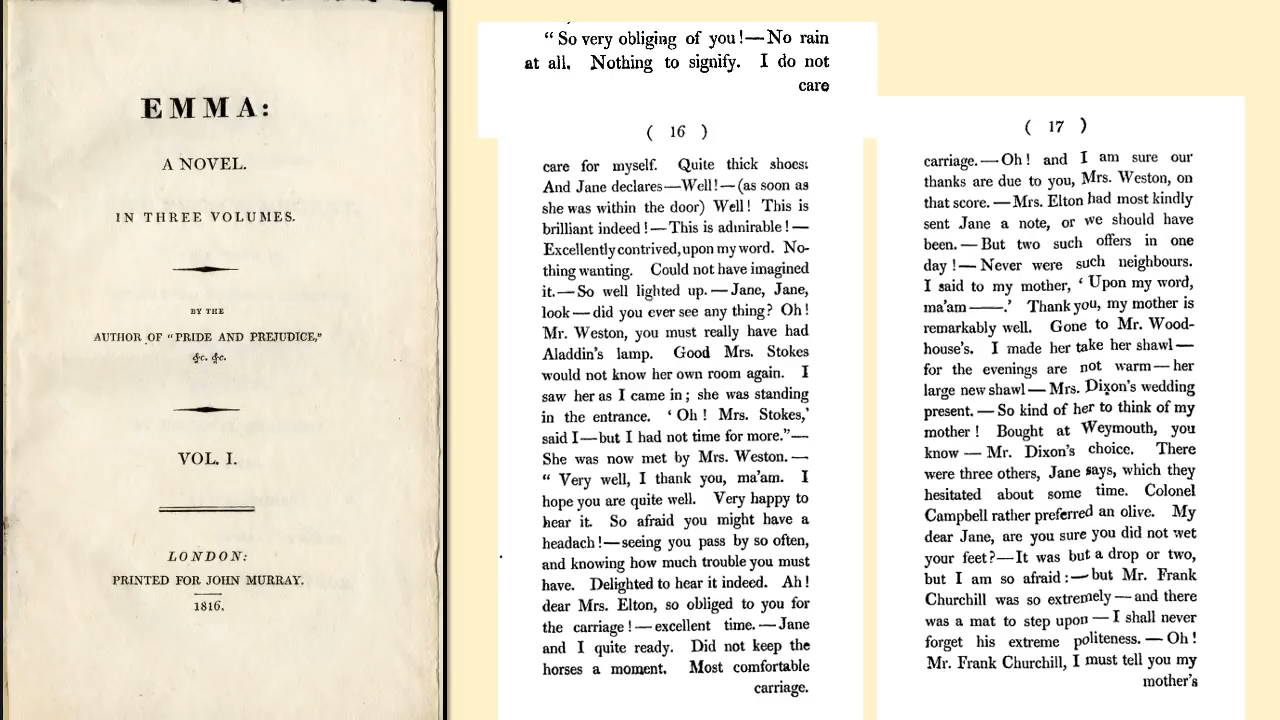 EMMA:
A NOVEL.
IN THREE VOLUMES.
BY THE
AUTHOR OF "PRIDE AND PREJUDICE,"
&c. &c.
VOL. I.
LONDON:
PRINTED FOR JOHN MURRAY.
1816.
"So very obliging of you!—No rain
at all. Nothing to signify. I do not
care
( 16 )
care for myself. Quite thick shoes.
And Jane declares—Well!—(as soon as
she was within the door) Well! This is
brilliant indeed!—This is admirable!—
Excellently contrived, upon my word. No-
thing wanting. Could not have imagined
it.—So well lighted up.—Jane, Jane,
look—did you ever see any thing? Oh!
Mr. Weston, you must really have had
Aladdin's lamp. Good Mrs. Stokes
would not know her own room again. I
saw her as I came in; she was standing
in the entrance. 'Oh! Mrs. Stokes,'
said I—but I had not time for more."—
She was now met by Mrs. Weston.—
"Very well, I thank you, ma'am. I
hope you are quite well. Very happy to
hear it. So afraid you might have a
headach!—seeing you pass by so often,
and knowing how much trouble you must
have. Delighted to hear it indeed. Ah!
dear Mrs. Elton, so obliged to you for
the carriage!—excellent time.—Jane
and I quite ready. Did not keep the
horses a moment. Most comfortable
carriage.
( 17 )
carriage.—Oh! and I am sure our
thanks are due to you, Mrs. Weston, on
that score.—Mrs. Elton had most kindly
sent Jane a note, or we should have
been.—But two such offers in one
day!—Never were such neighbours.
I said to my mother, 'Upon my word,
ma'am ——.' Thank you, my mother is
remarkably well. Gone to Mr. Wood-
house's. I made her take her shawl—
for the evenings are not warm—her
large new shawl—Mrs. Dixon's wedding
present.—So kind of her to think of my
mother! Bought at Weymouth, you
know—Mr. Dixon's choice. There
were three others, Jane says, which they
hesitated about some time. Colonel
Campbell rather preferred an olive. My
dear Jane, are you sure you did not wet
your feet?—It was but a drop or two,
but I am so afraid:—but Mr. Frank
Churchill was so extremely—and there
was a mat to step upon—I shall never
forget his extreme politeness.—Oh!
Mr. Frank Churchill, I must tell you my
mother's